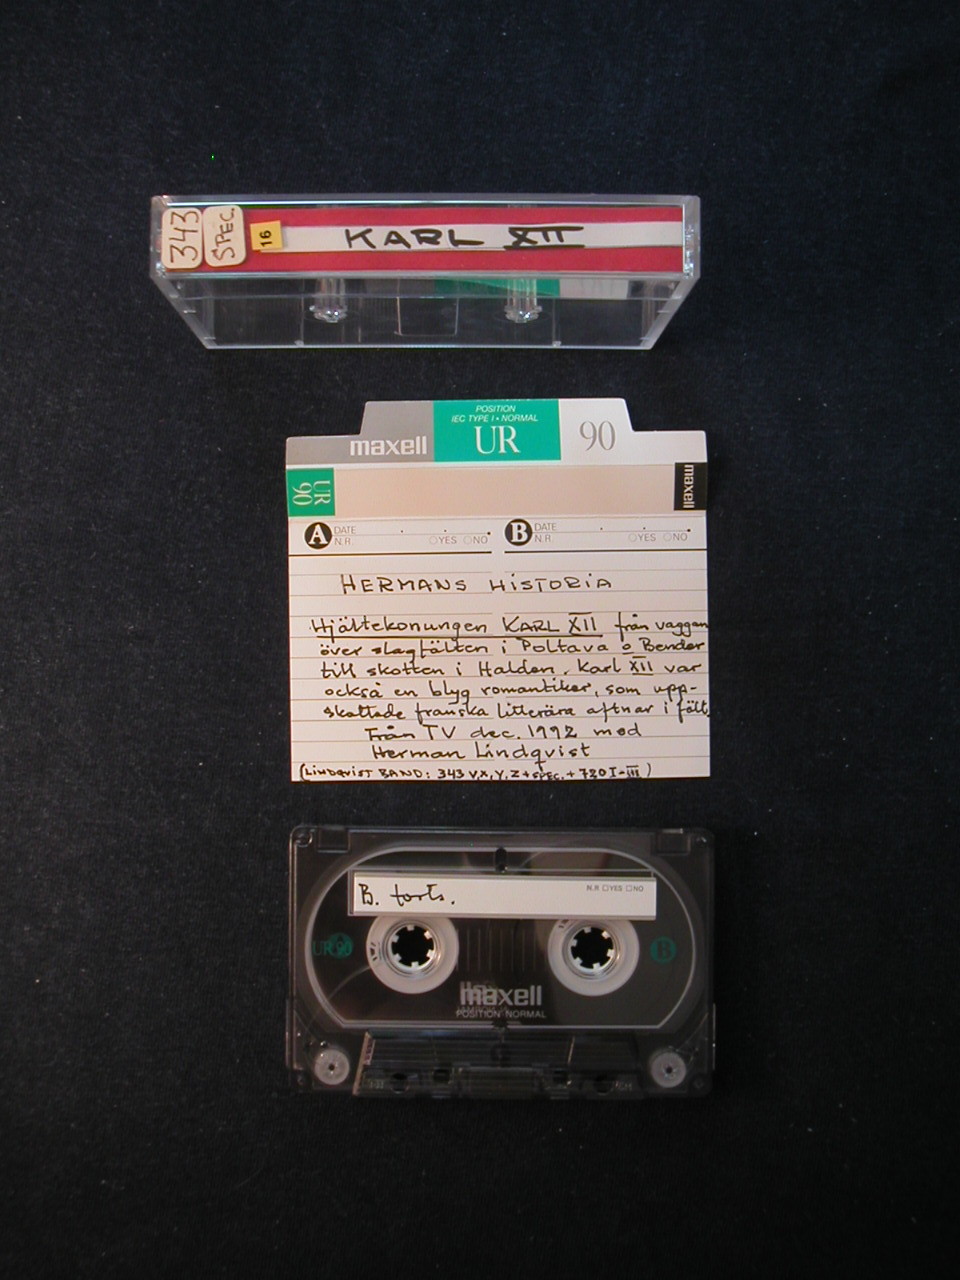 343
SPEC.
16
KARL XII
POSITION
IEC TYPE I • NORMAL
maxell UR 90
UR 90
maxell
A DATE
N.R. YES NO
B DATE
N.R. YES NO
HERMANS HISTORIA
Hjältekonungen KARL XII från vaggan
över slagfälten i Poltava o Bender
till skotten i Halden. Karl XII var
också en blyg romantiker, som upp-
skattade franska litterära aftnar i fält
Från TV dec. 1992 med
Herman Lindqvist
(LINDQVIST BAND: 343 V, X, Y, Z + SPEC. + 720 I-III)
B. forts.
N.R YES NO
UR 90
B
maxell
POSITION NORMAL